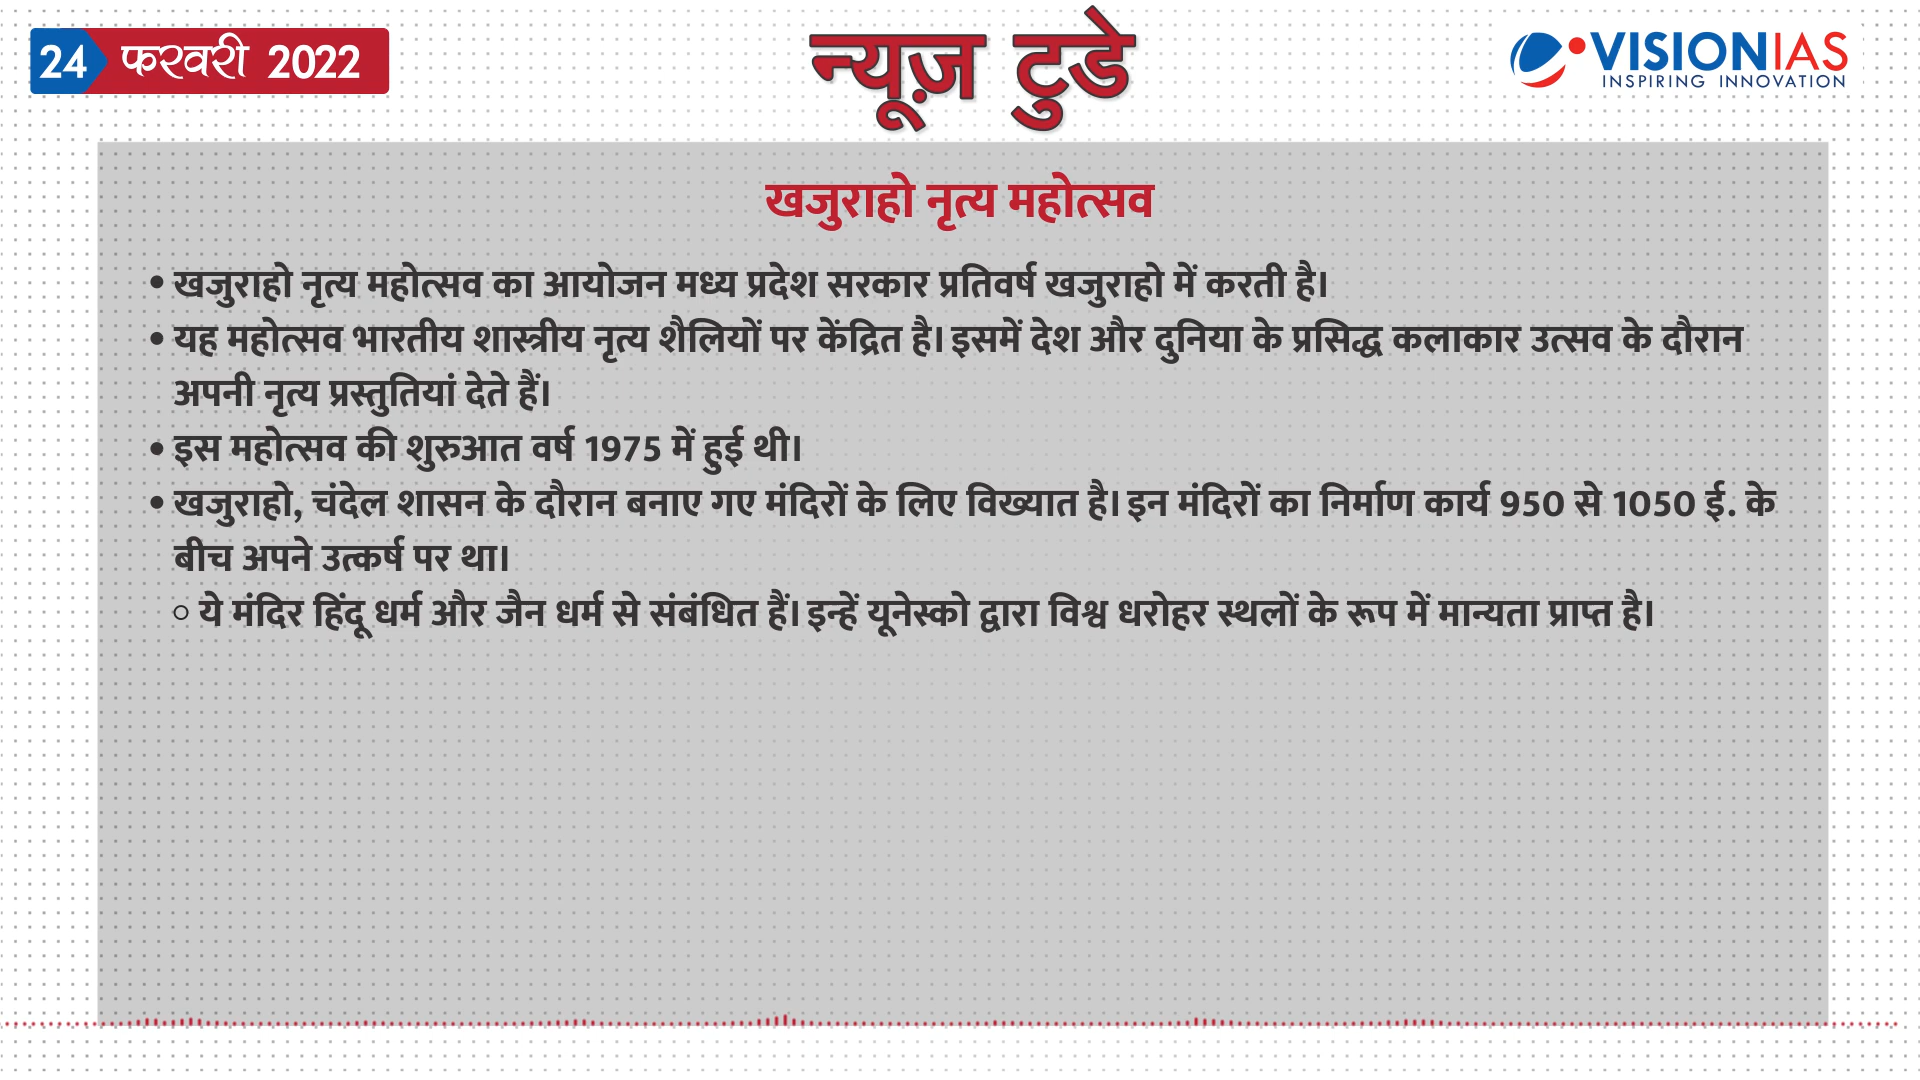 24 फरवरी 2022
न्यूज़ टुडे
VISIONIAS
INSPIRING INNOVATION
खजुराहो नृत्य महोत्सव
• खजुराहो नृत्य महोत्सव का आयोजन मध्य प्रदेश सरकार प्रतिवर्ष खजुराहो में करती है।
• यह महोत्सव भारतीय शास्त्रीय नृत्य शैलियों पर केंद्रित है। इसमें देश और दुनिया के प्रसिद्ध कलाकार उत्सव के दौरान
अपनी नृत्य प्रस्तुतियां देते हैं।
• इस महोत्सव की शुरुआत वर्ष 1975 में हुई थी।
• खजुराहो, चंदेल शासन के दौरान बनाए गए मंदिरों के लिए विख्यात है। इन मंदिरों का निर्माण कार्य 950 से 1050 ई. के
बीच अपने उत्कर्ष पर था।
○ ये मंदिर हिंदू धर्म और जैन धर्म से संबंधित हैं। इन्हें यूनेस्को द्वारा विश्व धरोहर स्थलों के रूप में मान्यता प्राप्त है।